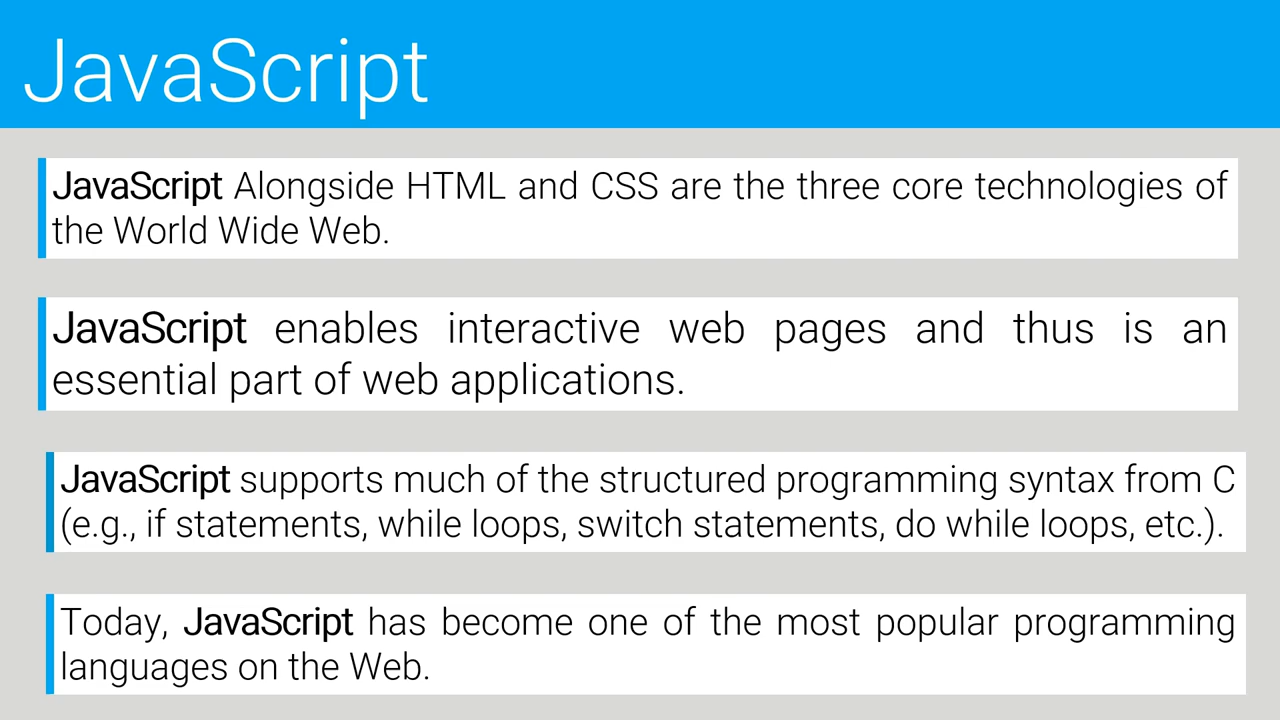 JavaScript
JavaScript Alongside HTML and CSS are the three core technologies of
the World Wide Web.
JavaScript enables interactive web pages and thus is an
essential part of web applications.
JavaScript supports much of the structured programming syntax from C
(e.g., if statements, while loops, switch statements, do while loops, etc.).
Today, JavaScript has become one of the most popular programming
languages on the Web.